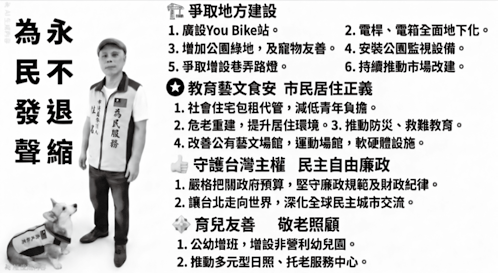 永不退縮
為民發聲
為民服務
爭取地方建設
1. 廣設You Bike站。
2. 電桿、電箱全面地下化。
3. 增加公園綠地，及寵物友善。
4. 安裝公園監視設備。
5. 爭取增設巷弄路燈。
6. 持續推動市場改建。
教育藝文食安 市民居住正義
1. 社會住宅包租代管，減低青年負擔。
2. 危老重建，提升居住環境。3. 推動防災、救難教育。
4. 改善公有藝文場館，運動場館，軟硬體設施。
守護台灣主權 民主自由廉政
1. 嚴格把關政府預算，堅守廉政規範及財政紀律。
2. 讓台北走向世界，深化全球民主城市交流。
育兒友善 敬老照顧
1. 公幼增班，增設非營利幼兒園。
2. 推動多元型日照、托老服務中心。